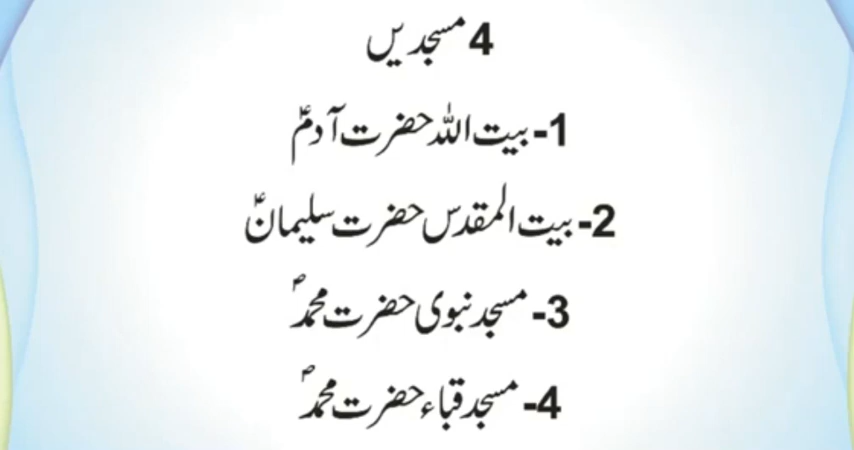 4 مسجدیں
1- بیت اللہ حضرت آدمؑ
2- بیت المقدس حضرت سلیمانؑ
3- مسجد نبوی حضرت محمدؐ
4- مسجد قباء حضرت محمدؐ